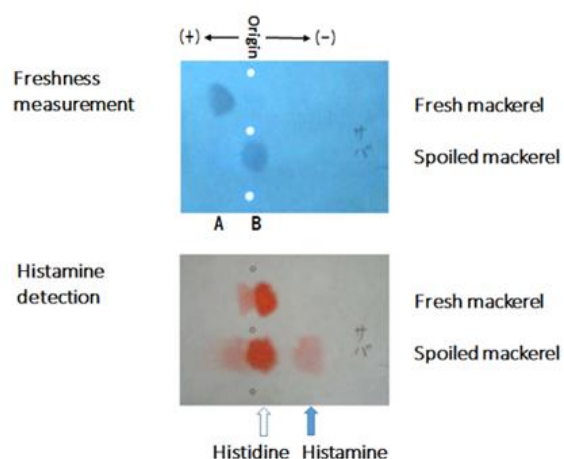 (+) ← Origin → (-)
Freshness
measurement
Fresh mackerel
サバ
Spoiled mackerel
A B
Histamine
detection
Fresh mackerel
サバ
Spoiled mackerel
Histidine Histamine